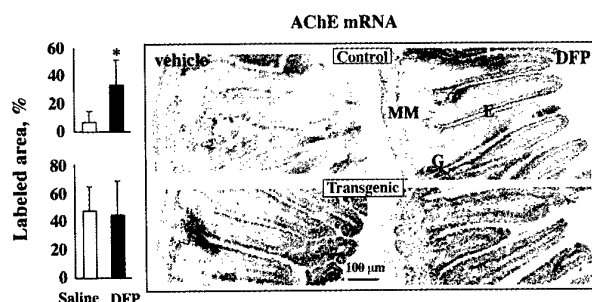 AChE mRNA
Labeled area, %
60
40
20
0
*
80
60
40
20
0
Saline DFP
vehicle
Control
DFP
MM
E
G
Transgenic
100 µm